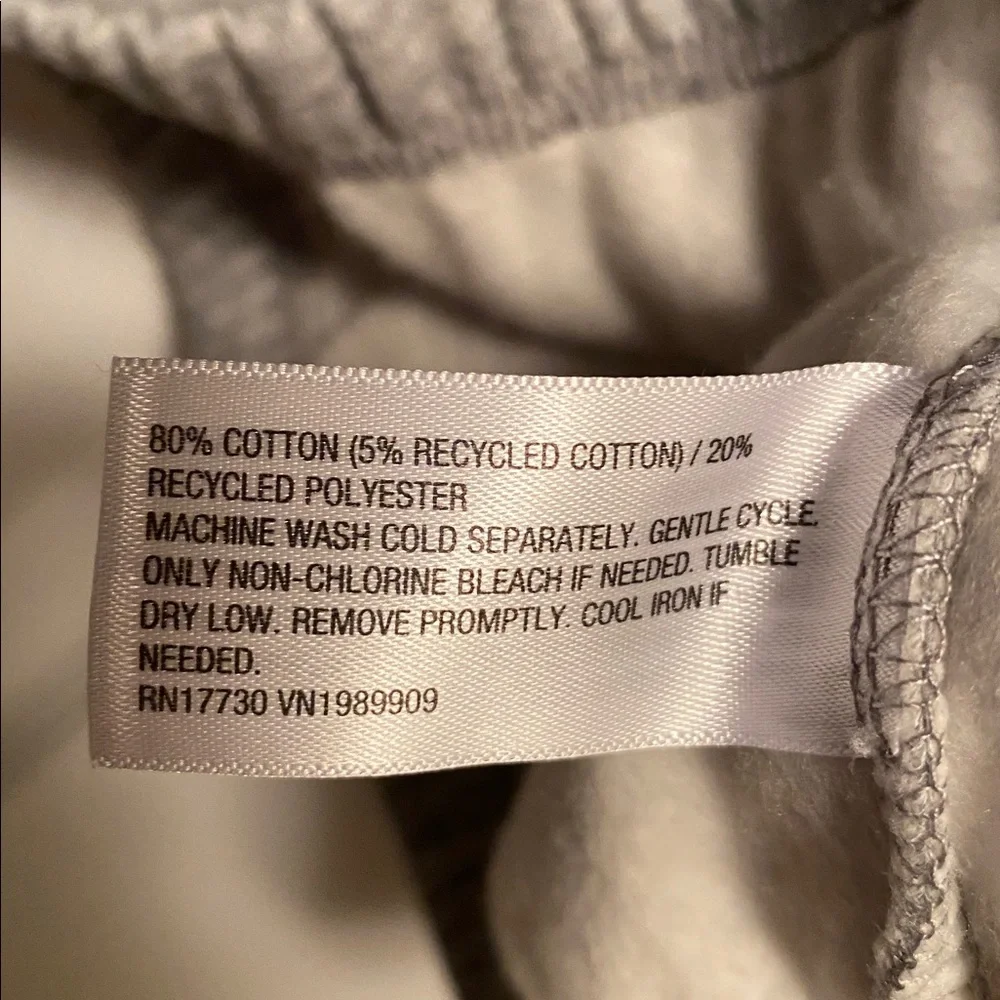 80% COTTON (5% RECYCLED COTTON) / 20%
RECYCLED POLYESTER
MACHINE WASH COLD SEPARATELY. GENTLE CYCLE.
ONLY NON-CHLORINE BLEACH IF NEEDED. TUMBLE
DRY LOW. REMOVE PROMPTLY. COOL IRON IF
NEEDED.
RN17730 VN1989909